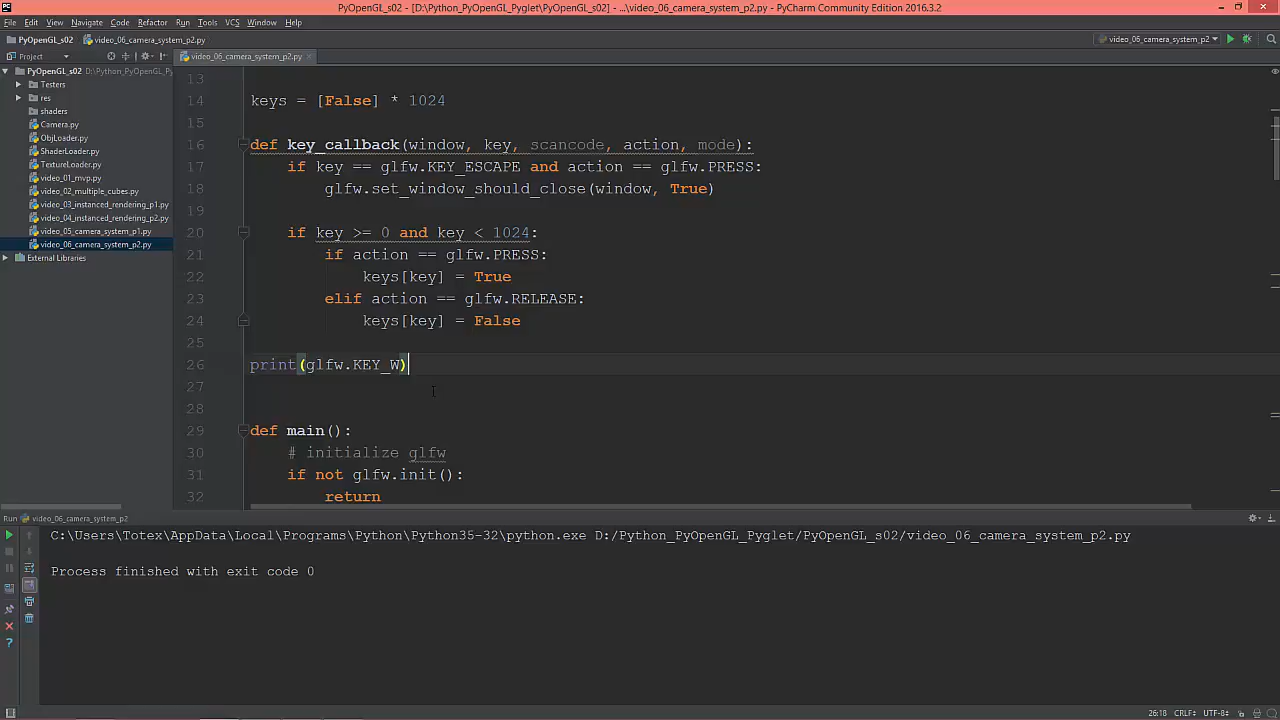 PyOpenGL_s02 - [D:\Python_PyOpenGL_Pyglet\PyOpenGL_s02] - ...\video_06_camera_system_p2.py - PyCharm Community Edition 2016.3.2
File Edit View Navigate Code Refactor Run Tools VCS Window Help
PyOpenGL_s02 video_06_camera_system_p2.py
video_06_camera_system_p2
Project
video_06_camera_system_p2.py
PyOpenGL_s02 D:\Python_PyOpenGL_P
Testers
res
shaders
Camera.py
ObjLoader.py
ShaderLoader.py
TextureLoader.py
video_01_mvp.py
video_02_multiple_cubes.py
video_03_instanced_rendering_p1.py
video_04_instanced_rendering_p2.py
video_05_camera_system_p1.py
video_06_camera_system_p2.py
External Libraries
13
14 keys = [False] * 1024
15
16 def key_callback(window, key, scancode, action, mode):
17 if key == glfw.KEY_ESCAPE and action == glfw.PRESS:
18 glfw.set_window_should_close(window, True)
19
20 if key >= 0 and key < 1024:
21 if action == glfw.PRESS:
22 keys[key] = True
23 elif action == glfw.RELEASE:
24 keys[key] = False
25
26 print(glfw.KEY_W)
27
28
29 def main():
30 # initialize glfw
31 if not glfw.init():
32 return
Run video_06_camera_system_p2
C:\Users\Totex\AppData\Local\Programs\Python\Python35-32\python.exe D:/Python_PyOpenGL_Pyglet/PyOpenGL_s02/video_06_camera_system_p2.py
Process finished with exit code 0
26:18 CRLF÷ UTF-8÷